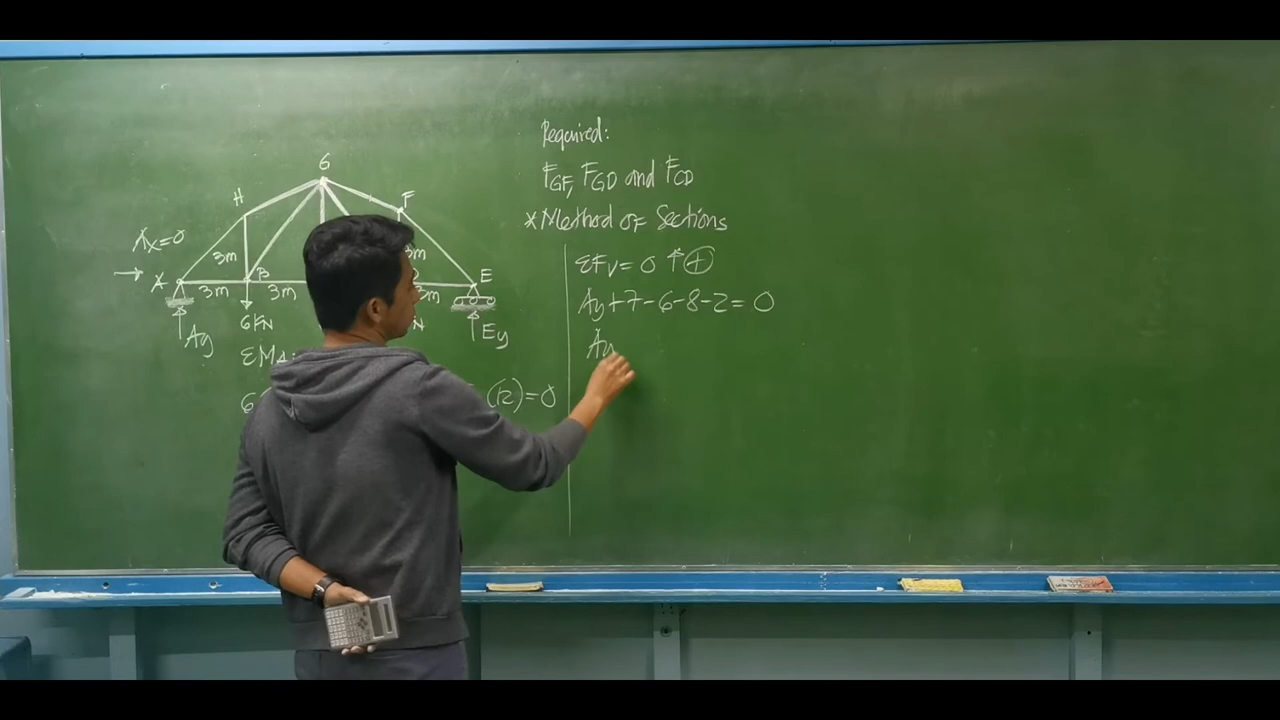 Required:
FGF, FGD and FCD
*Method of Sections
ΣFV = 0 ↑⊕
Ay + 7 - 6 - 8 - 2 = 0
Ay
G
H
F
Ax = 0
3m
3m
A
B
E
3m
3m
3m
6KN
N
Ay
Ey
ΣMA
6
(12) = 0